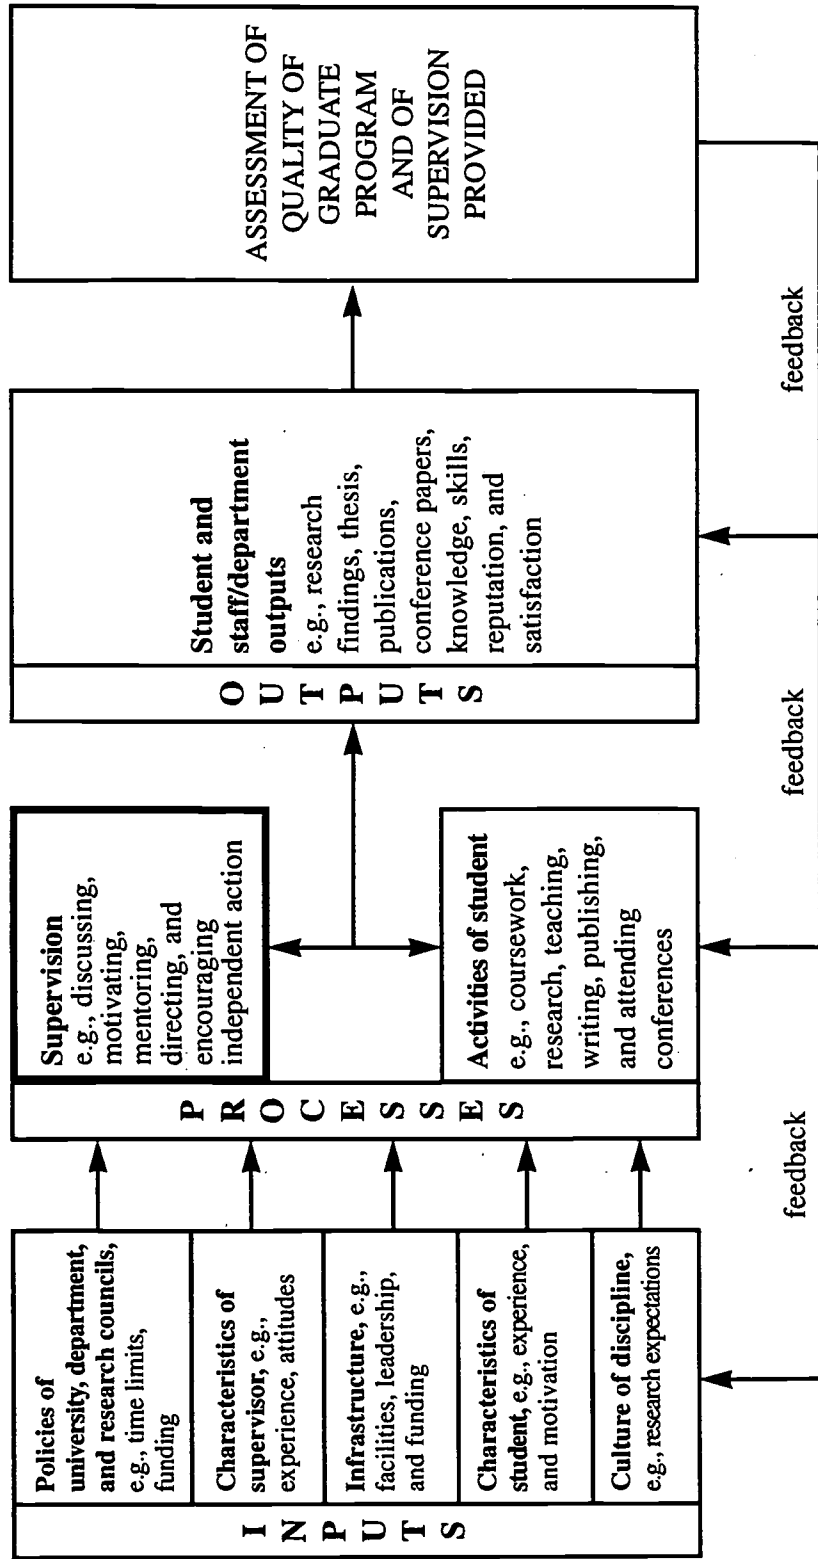 INPUTS
Policies of
university, department,
and research councils,
e.g., time limits,
funding
Characteristics of
supervisor, e.g.,
experience, attitudes
Infrastructure, e.g.,
facilities, leadership,
and funding
Characteristics of
student, e.g., experience,
and motivation
Culture of discipline,
e.g., research expectations
PROCESSES
Supervision
e.g., discussing,
motivating,
mentoring,
directing, and
encouraging
independent action
Activities of student
e.g., coursework,
research, teaching,
writing, publishing,
and attending
conferences
OUTPUTS
Student and
staff/department
outputs
e.g., research
findings, thesis,
publications,
conference papers,
knowledge, skills,
reputation, and
satisfaction
ASSESSMENT OF
QUALITY OF
GRADUATE
PROGRAM
AND OF
SUPERVISION
PROVIDED
feedback
feedback
feedback